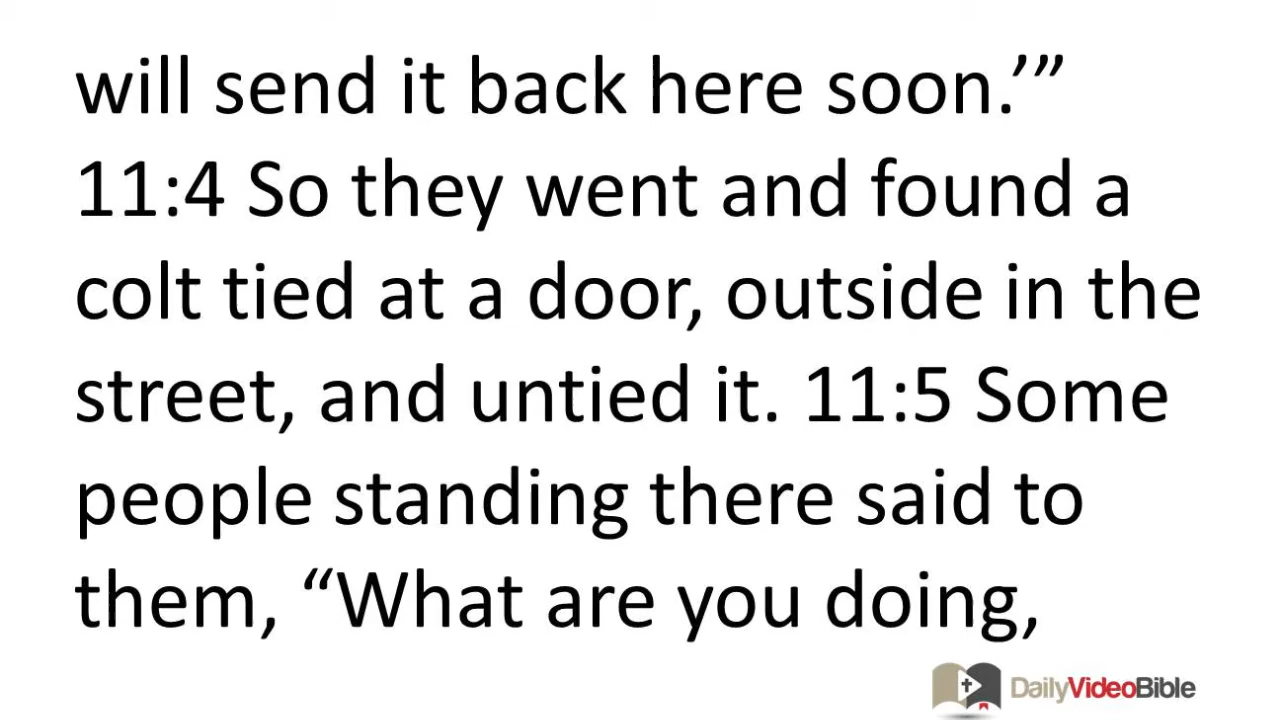 will send it back here soon.’”
11:4 So they went and found a
colt tied at a door, outside in the
street, and untied it. 11:5 Some
people standing there said to
them, “What are you doing,
DailyVideoBible